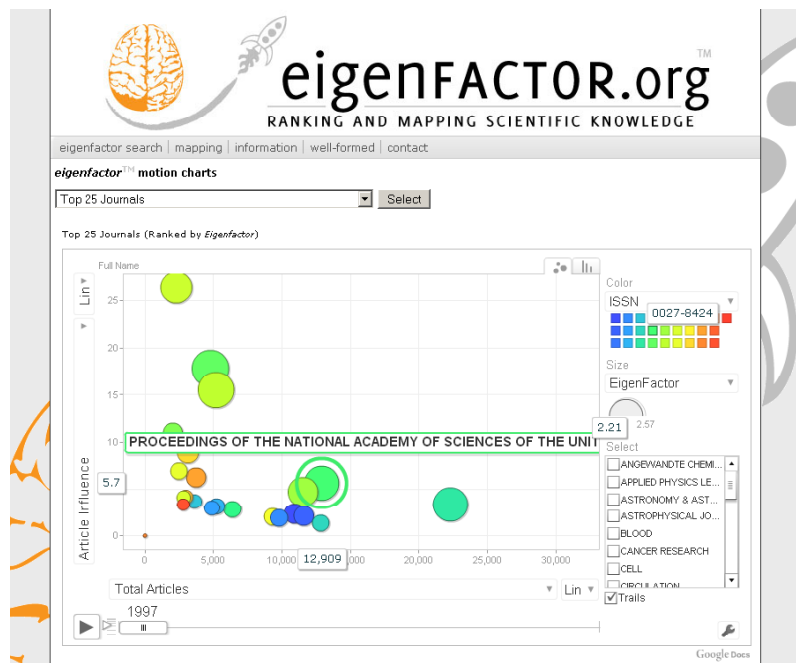 eigenFACTOR.org™
RANKING AND MAPPING SCIENTIFIC KNOWLEDGE
eigenfactor search | mapping | information | well-formed | contact
eigenfactor™ motion charts
Top 25 Journals
Select
Top 25 Journals (Ranked by Eigenfactor)
Full Name
Lin
25
20
15
10
0
Article Influence
5.7
PROCEEDINGS OF THE NATIONAL ACADEMY OF SCIENCES OF THE UNIT
0
5,000
10,000
12,909
20,000
25,000
30,000
Total Articles
Lin
1997
Color
ISSN
0027-8424
Size
EigenFactor
2.21
2.57
Select
ANGEWANDTE CHEMI...
APPLIED PHYSICS LE...
ASTRONOMY & AST...
ASTROPHYSICAL JO...
BLOOD
CANCER RESEARCH
CELL
CIRCULATION
Trails
Google Docs